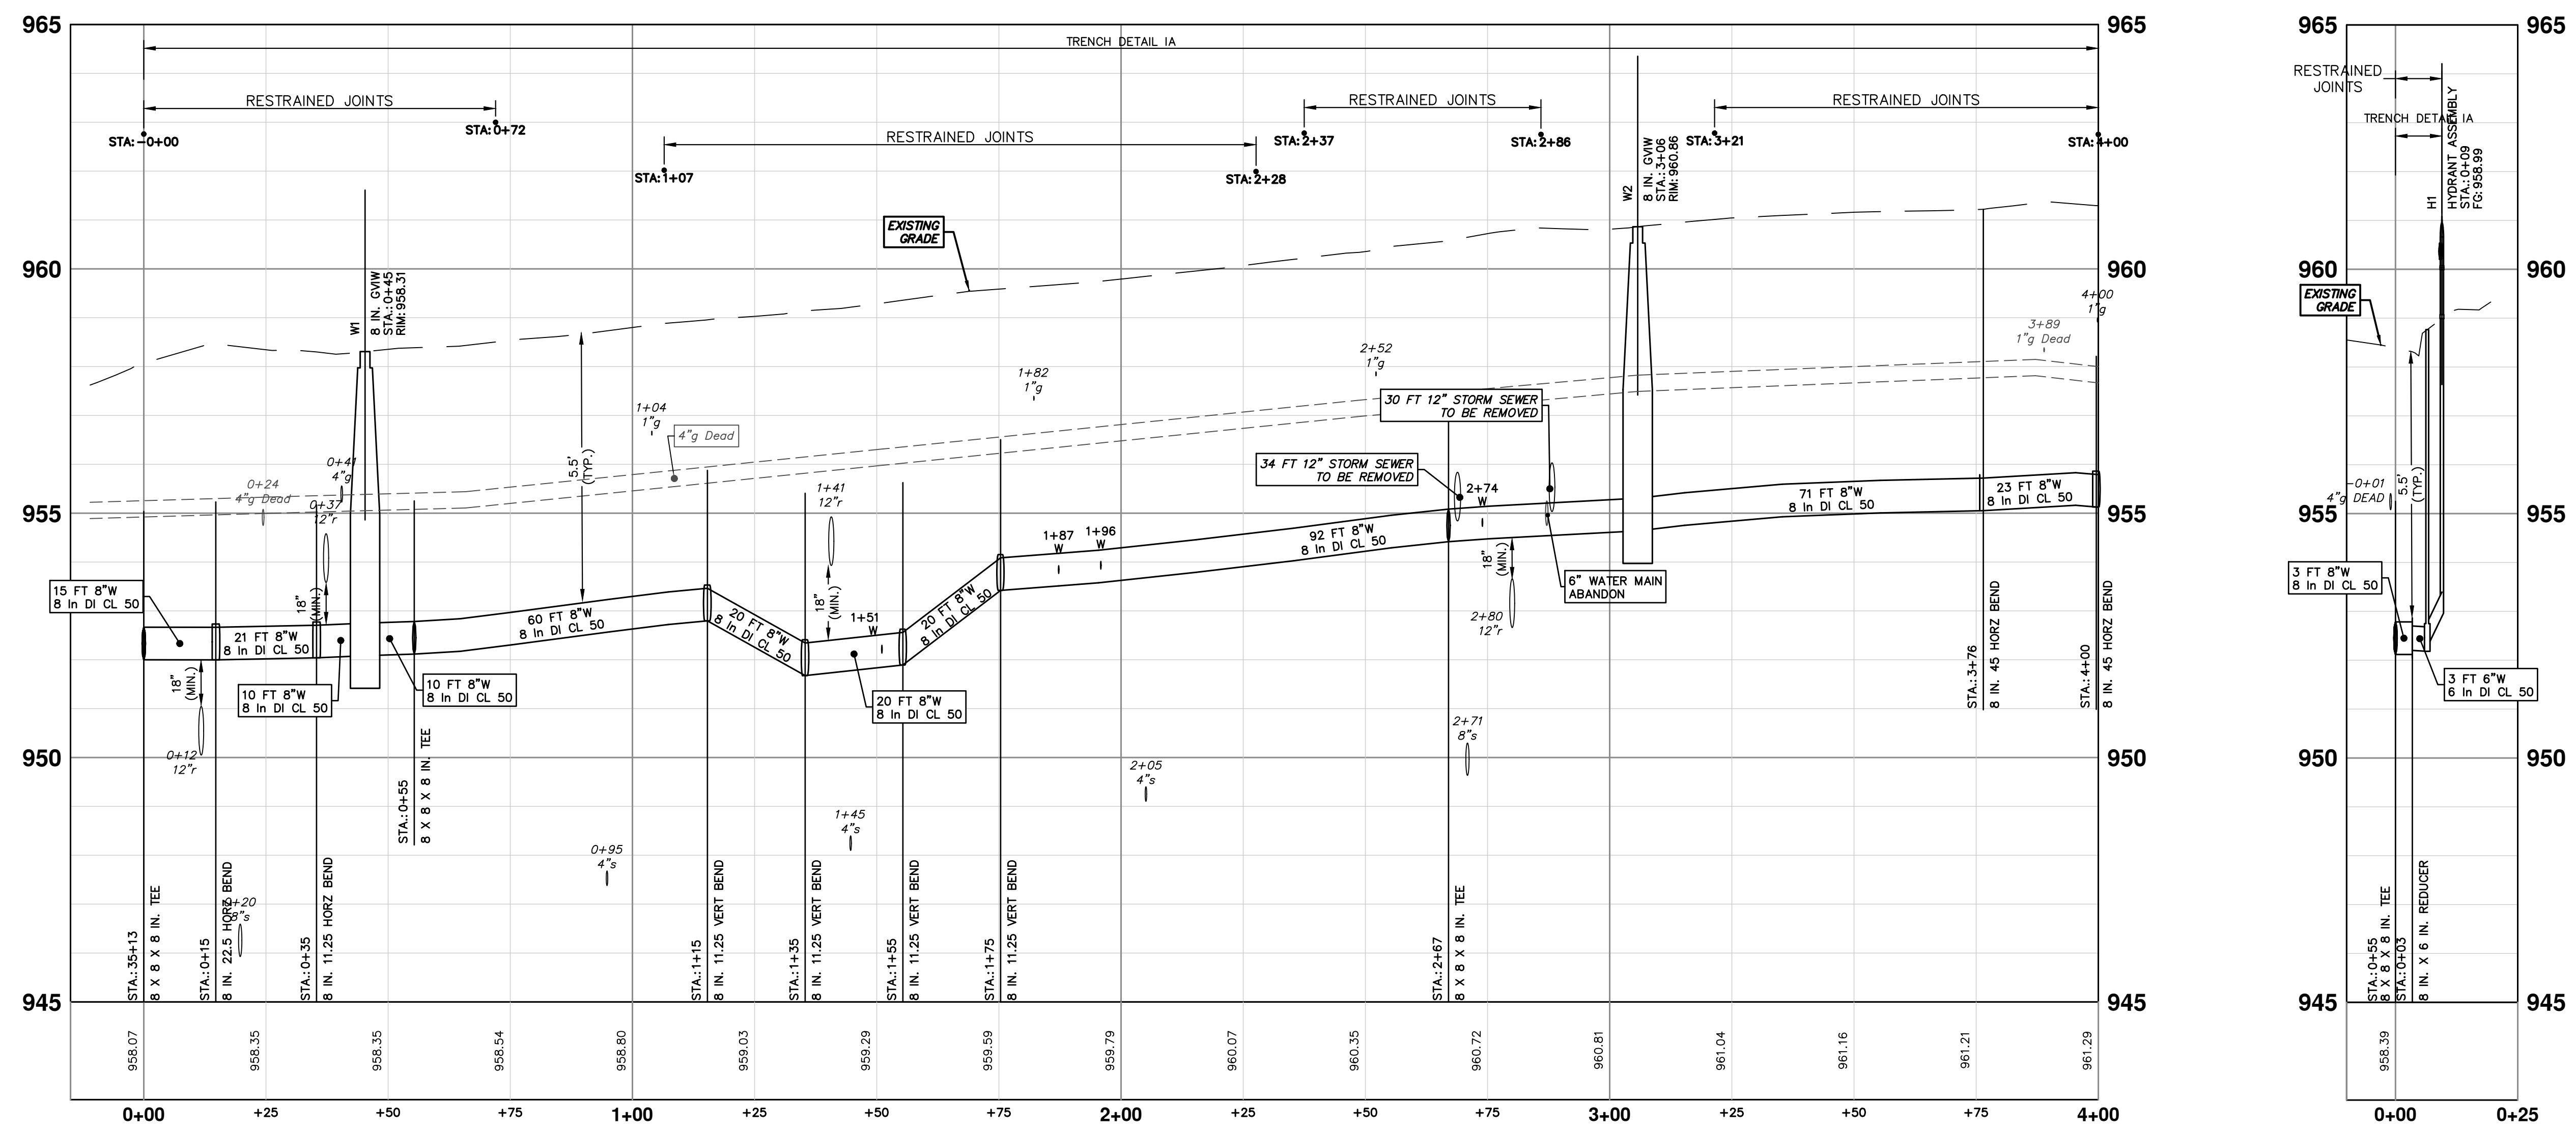 965
965
TRENCH DETAIL IA
RESTRAINED JOINTS
STA:-0+00
STA:0+72
RESTRAINED JOINTS
STA:1+07
STA:2+28
RESTRAINED JOINTS
STA:2+37
STA:2+86
RESTRAINED JOINTS
STA:3+21
STA:4+00
EXISTING
GRADE
W1
8 IN. GVIW
STA.:0+45
RIM:958.31
W2
8 IN. GVIW
STA.:3+06
RIM:960.86
960
960
4+00
1"g
3+89
1"g Dead
2+52
1"g
1+82
1"g
1+04
1"g
4"g Dead
30 FT 12" STORM SEWER
TO BE REMOVED
34 FT 12" STORM SEWER
TO BE REMOVED
0+24
4"g Dead
0+41
4"g
0+37
12"r
5.5'
(TYP.)
1+41
12"r
2+74
W
955
955
1+87
W
1+96
W
92 FT 8"W
8 In DI CL 50
71 FT 8"W
8 In DI CL 50
23 FT 8"W
8 In DI CL 50
15 FT 8"W
8 In DI CL 50
18"
(MIN.)
18"
(MIN.)
18"
(MIN.)
6" WATER MAIN
ABANDON
21 FT 8"W
8 In DI CL 50
60 FT 8"W
8 In DI CL 50
20 FT 8"W
8 In DI CL 50
1+51
W
20 FT 8"W
8 In DI CL 50
2+80
12"r
18"
(MIN.)
10 FT 8"W
8 In DI CL 50
10 FT 8"W
8 In DI CL 50
20 FT 8"W
8 In DI CL 50
0+12
12"r
2+71
8"s
950
950
2+05
4"s
1+45
4"s
0+95
4"s
0+20
8"s
STA.:35+13
8 X 8 X 8 IN. TEE
STA.:0+15
8 IN. 22.5 HORZ BEND
STA.:0+35
8 IN. 11.25 HORZ BEND
STA.:0+55
8 X 8 X 8 IN. TEE
STA.:1+15
8 IN. 11.25 VERT BEND
STA.:1+35
8 IN. 11.25 VERT BEND
STA.:1+55
8 IN. 11.25 VERT BEND
STA.:1+75
8 IN. 11.25 VERT BEND
STA.:2+67
8 X 8 X 8 IN. TEE
STA.:3+76
8 IN. 45 HORZ BEND
STA.:4+00
8 IN. 45 HORZ BEND
945
945
958.07
958.35
958.35
958.54
958.80
959.03
959.29
959.59
959.79
960.07
960.35
960.72
960.81
961.04
961.16
961.21
961.29
0+00
+25
+50
+75
1+00
+25
+50
+75
2+00
+25
+50
+75
3+00
+25
+50
+75
4+00
965
965
RESTRAINED
JOINTS
TRENCH DETAIL IA
H1
HYDRANT ASSEMBLY
STA.:0+09
FG:958.99
960
960
EXISTING
GRADE
-0+01
4"g DEAD
5.5'
(TYP.)
955
955
3 FT 8"W
8 In DI CL 50
3 FT 6"W
6 In DI CL 50
950
950
STA.:0+55
8 X 8 X 8 IN. TEE
STA.:0+03
8 IN. X 6 IN. REDUCER
945
945
958.39
0+00
0+25